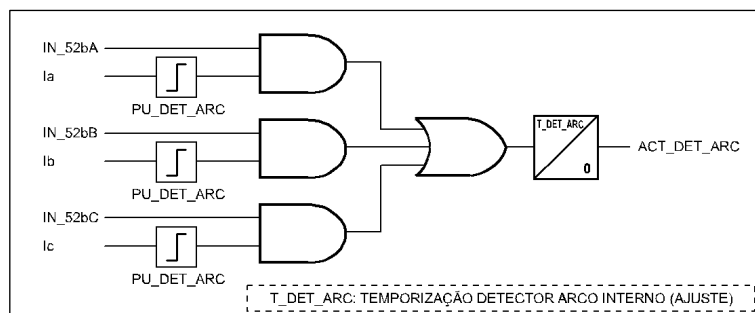 IN_52bA
Ia
PU_DET_ARC
IN_52bB
Ib
PU_DET_ARC
IN_52bC
Ic
PU_DET_ARC
T_DET_ARC
0
ACT_DET_ARC
T_DET_ARC: TEMPORIZAÇÃO DETECTOR ARCO INTERNO (AJUSTE)